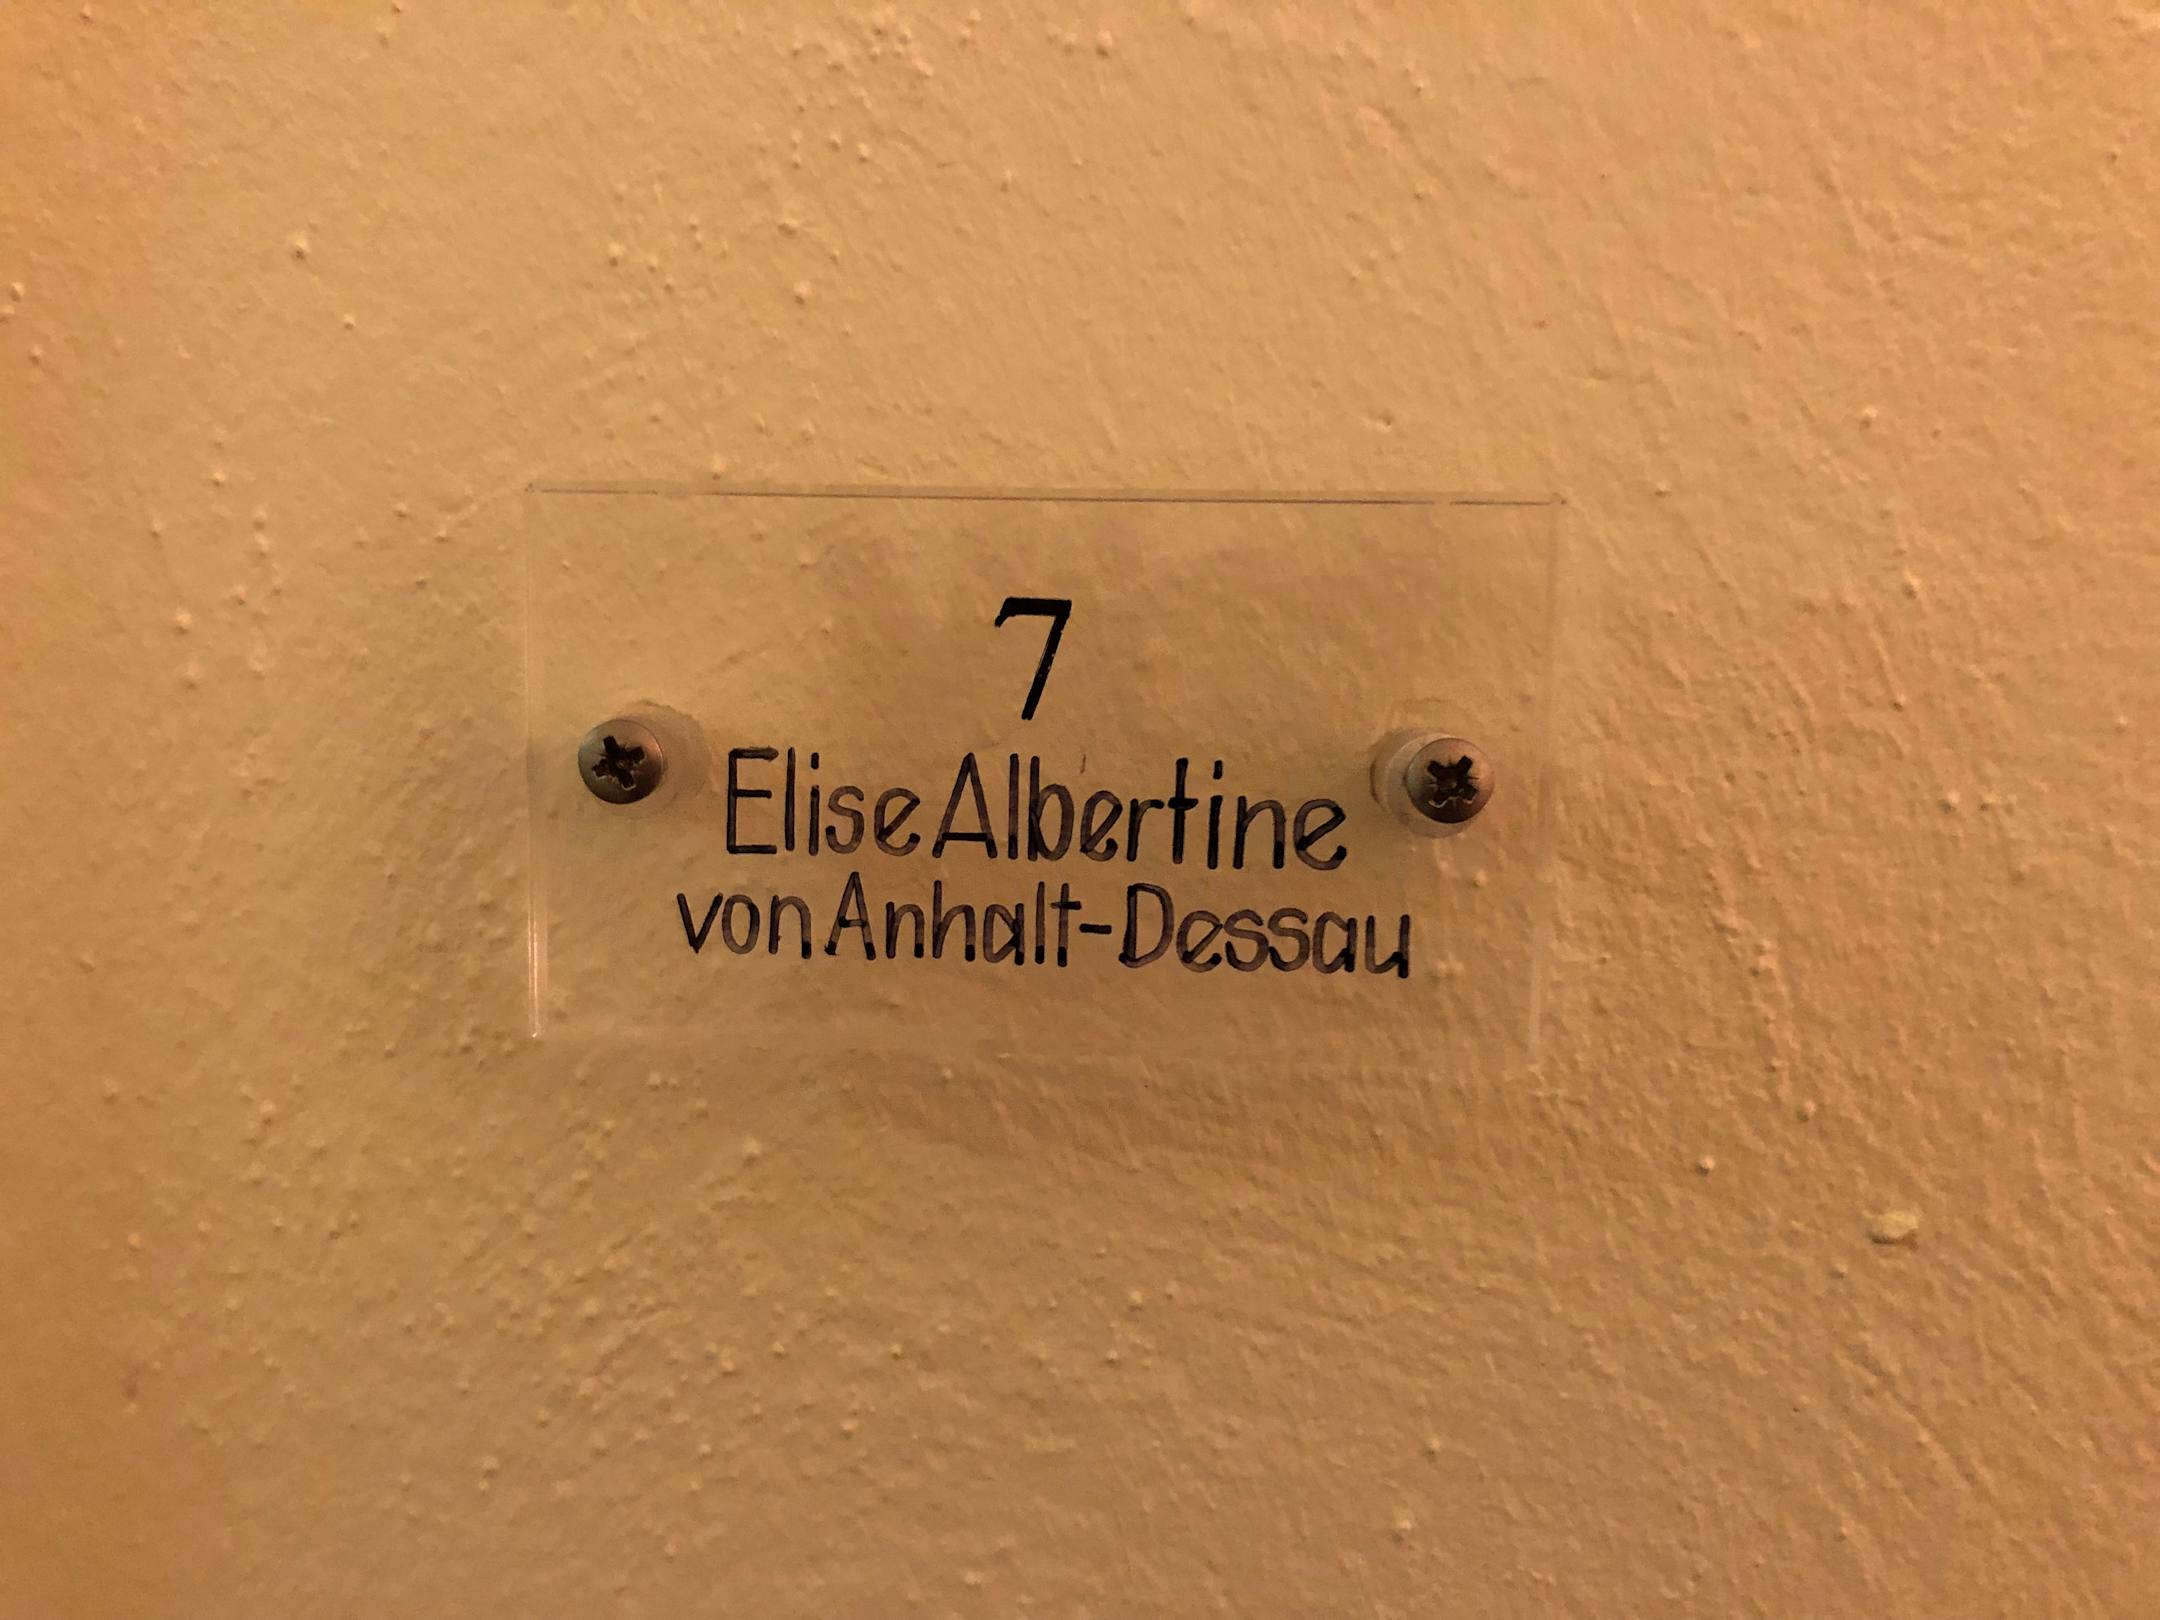 7
Elise Albertine
von Anhalt-Dessau